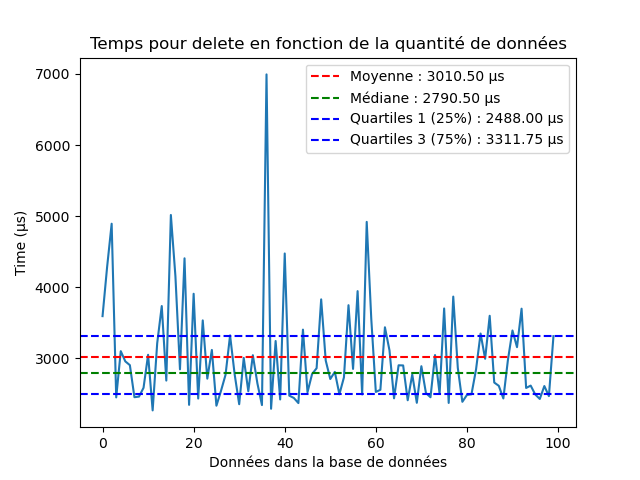 Temps pour delete en fonction de la quantité de données
Moyenne : 3010.50 µs
Médiane : 2790.50 µs
Quartiles 1 (25%) : 2488.00 µs
Quartiles 3 (75%) : 3311.75 µs
7000
6000
5000
4000
3000
Time (µs)
0 20 40 60 80 100
Données dans la base de données